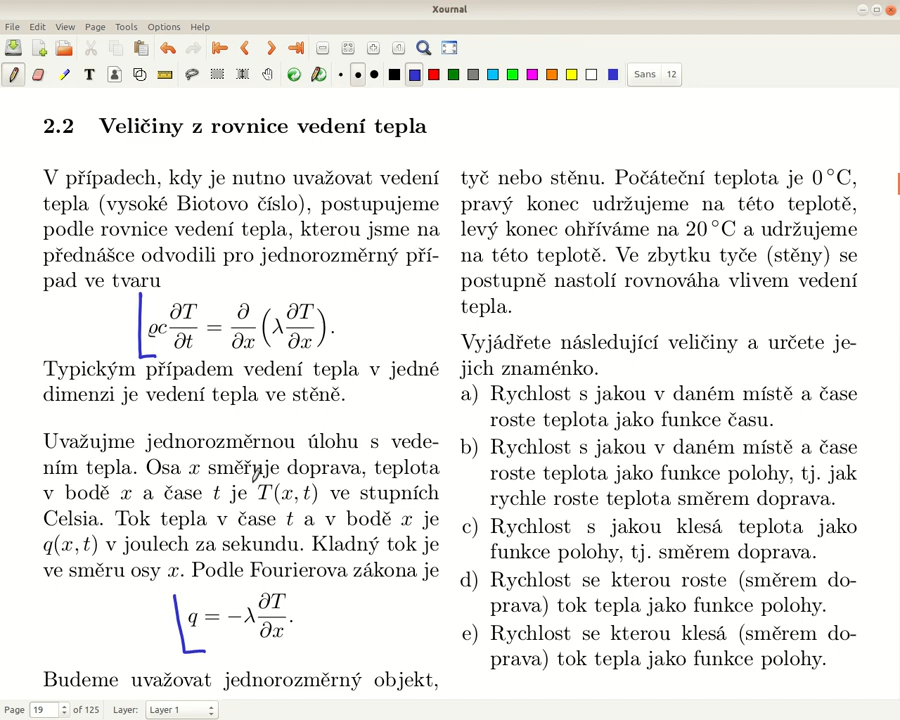 Xournal
File Edit View Page Tools Options Help
T
Sans 12
2.2 Veličiny z rovnice vedení tepla
V případech, kdy je nutno uvažovat vedení
tepla (vysoké Biotovo číslo), postupujeme
podle rovnice vedení tepla, kterou jsme na
přednášce odvodili pro jednorozměrný pří-
pad ve tvaru
ϱc ∂T/∂t = ∂/∂x (λ ∂T/∂x).
Typickým případem vedení tepla v jedné
dimenzi je vedení tepla ve stěně.
Uvažujme jednorozměrnou úlohu s vede-
ním tepla. Osa x směřuje doprava, teplota
v bodě x a čase t je T(x, t) ve stupních
Celsia. Tok tepla v čase t a v bodě x je
q(x, t) v joulech za sekundu. Kladný tok je
ve směru osy x. Podle Fourierova zákona je
q = −λ ∂T/∂x.
Budeme uvažovat jednorozměrný objekt,
tyč nebo stěnu. Počáteční teplota je 0 °C,
pravý konec udržujeme na této teplotě,
levý konec ohříváme na 20 °C a udržujeme
na této teplotě. Ve zbytku tyče (stěny) se
postupně nastolí rovnováha vlivem vedení
tepla.
Vyjádřete následující veličiny a určete je-
jich znaménko.
a) Rychlost s jakou v daném místě a čase
roste teplota jako funkce času.
b) Rychlost s jakou v daném místě a čase
roste teplota jako funkce polohy, tj. jak
rychle roste teplota směrem doprava.
c) Rychlost s jakou klesá teplota jako
funkce polohy, tj. směrem doprava.
d) Rychlost se kterou roste (směrem do-
prava) tok tepla jako funkce polohy.
e) Rychlost se kterou klesá (směrem do-
prava) tok tepla jako funkce polohy.
Page 19 of 125 Layer: Layer 1